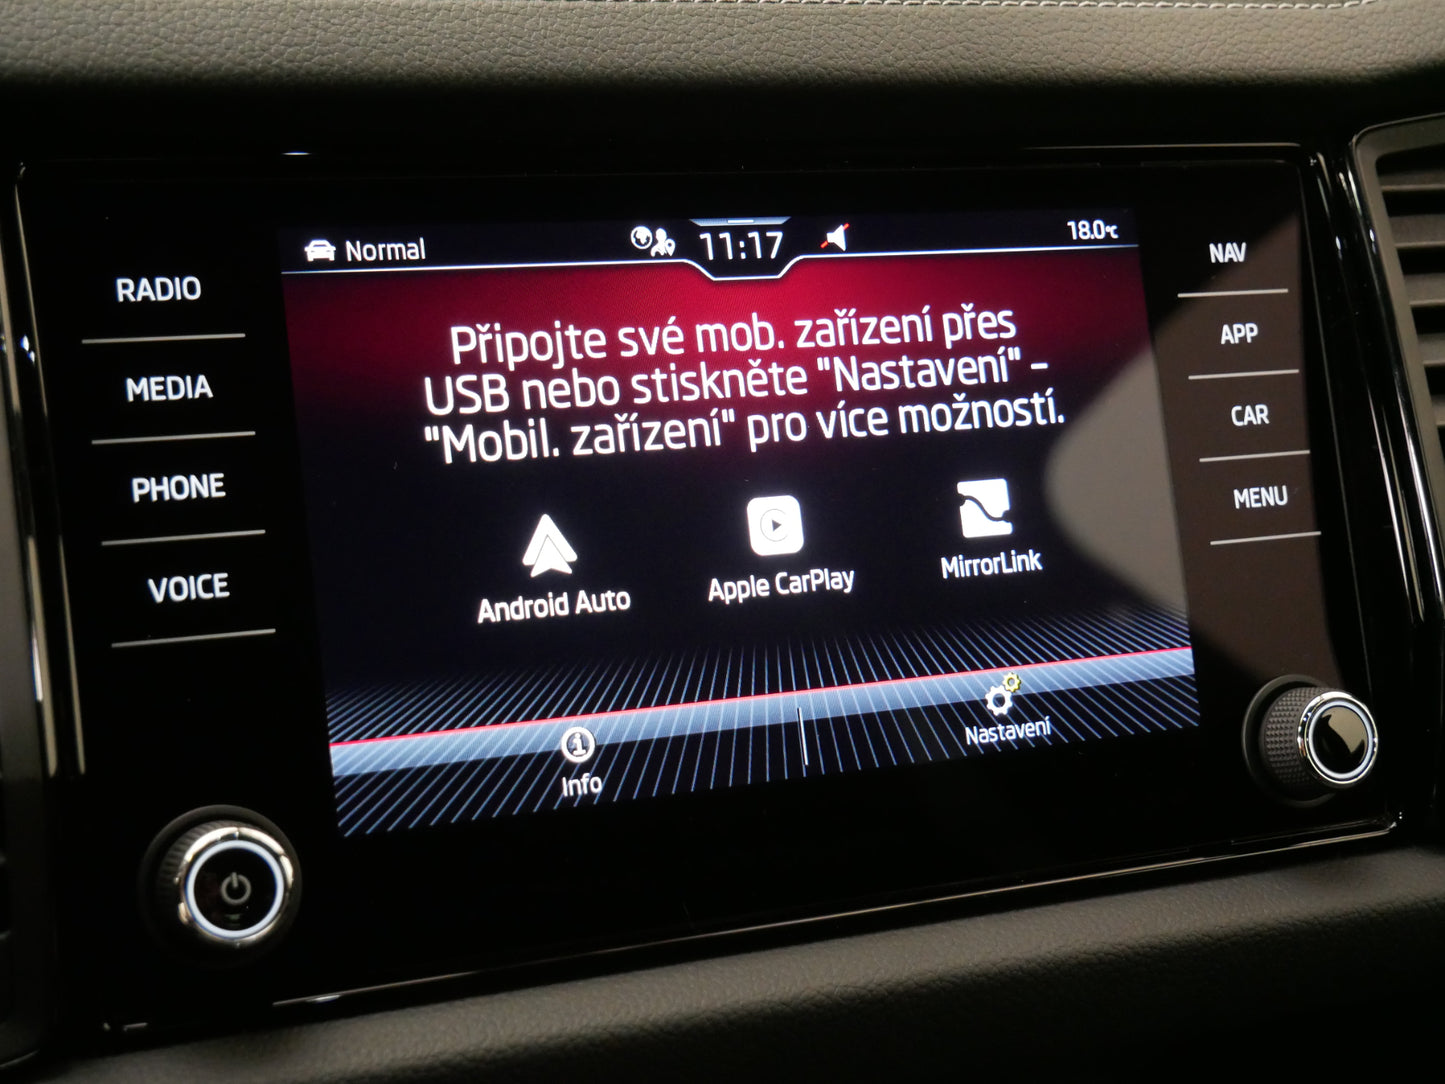 Normal
11:17
18.0°C
RADIO
MEDIA
PHONE
VOICE
Připojte své mob. zařízení přes
USB nebo stiskněte "Nastavení" -
"Mobil. zařízení" pro více možností.
Android Auto
Apple CarPlay
MirrorLink
Info
Nastavení
NAV
APP
CAR
MENU